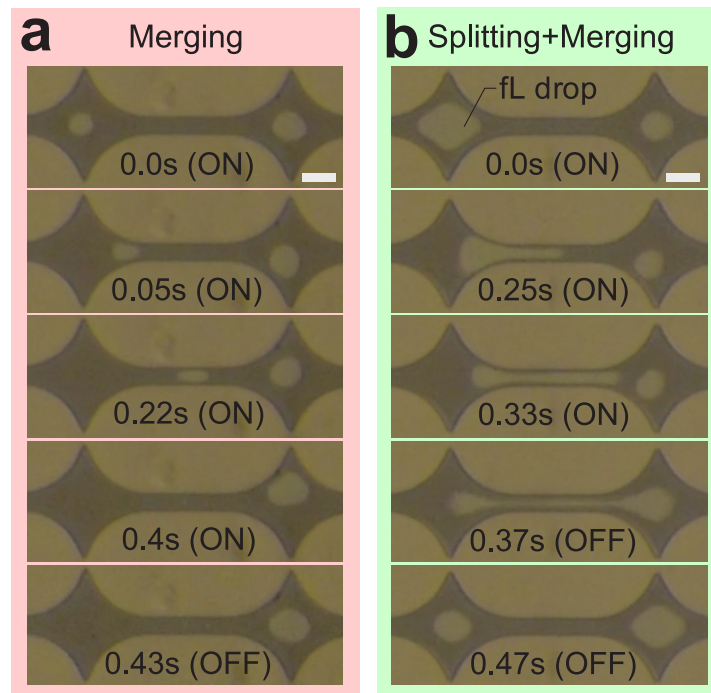 a
Merging
0.0s (ON)
0.05s (ON)
0.22s (ON)
0.4s (ON)
0.43s (OFF)
b
Splitting+Merging
fL drop
0.0s (ON)
0.25s (ON)
0.33s (ON)
0.37s (OFF)
0.47s (OFF)